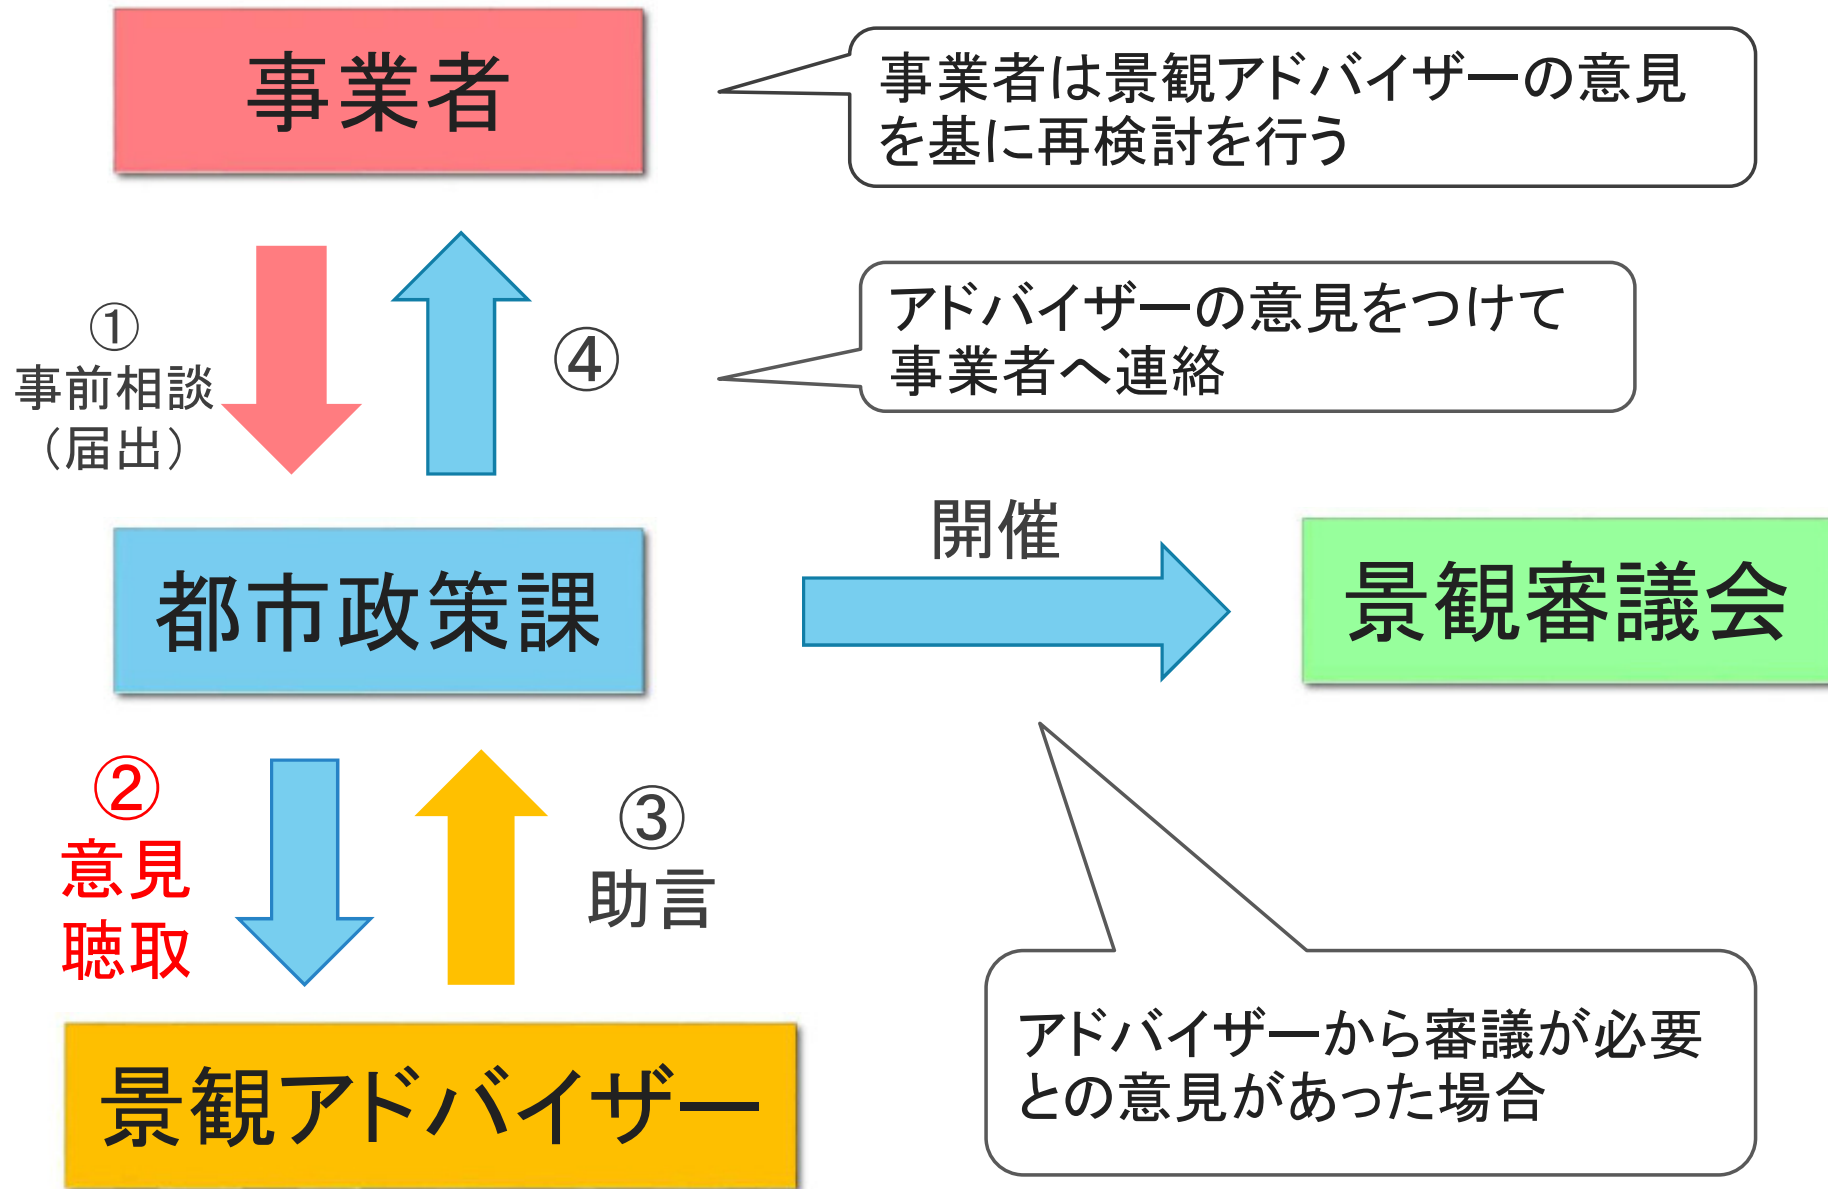 事業者
事業者は景観アドバイザーの意見
を基に再検討を行う
①
事前相談
（届出）
④
アドバイザーの意見をつけて
事業者へ連絡
都市政策課
開催
景観審議会
②
意見
聴取
③
助言
景観アドバイザー
アドバイザーから審議が必要
との意見があった場合